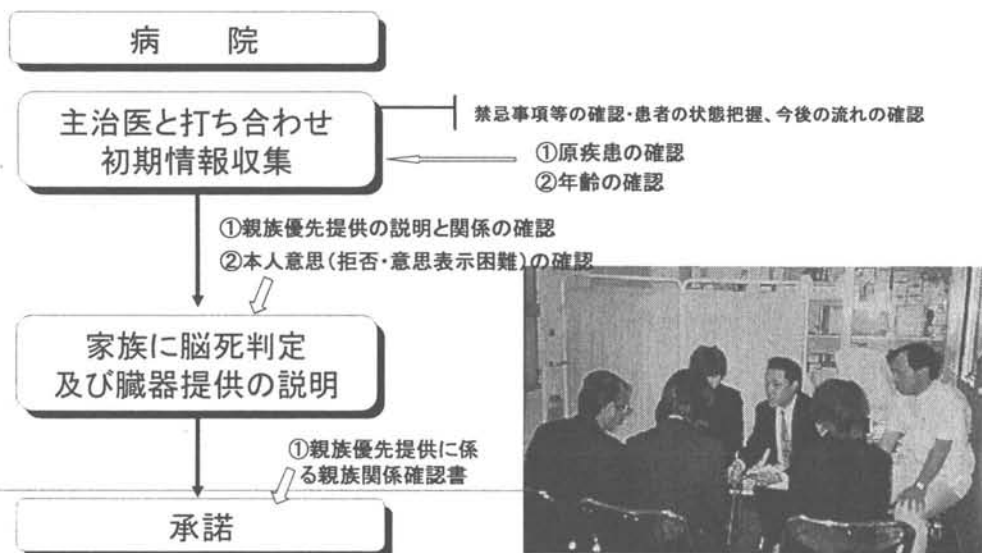 病　　院
主治医と打ち合わせ
初期情報収集
禁忌事項等の確認・患者の状態把握、今後の流れの確認
①原疾患の確認
②年齢の確認
①親族優先提供の説明と関係の確認
②本人意思(拒否・意思表示困難)の確認
家族に脳死判定
及び臓器提供の説明
①親族優先提供に係
る親族関係確認書
承諾